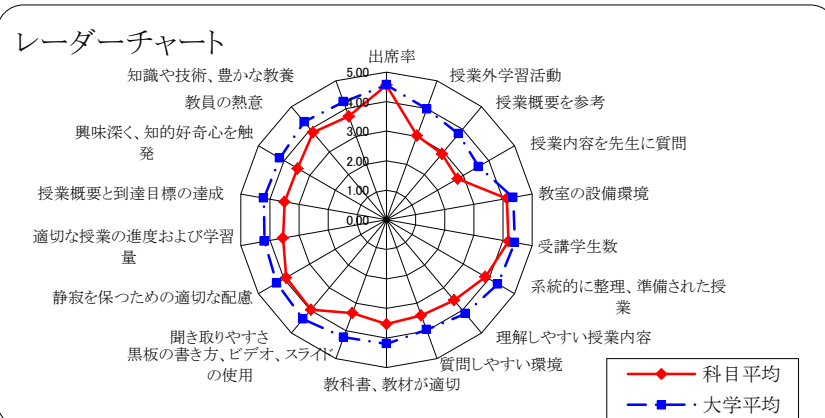 レーダーチャート
出席率
授業外学習活動
授業概要を参考
授業内容を先生に質問
教室の設備環境
受講学生数
系統的に整理、準備された授
業
理解しやすい授業内容
質問しやすい環境
教科書、教材が適切
黒板の書き方、ビデオ、スライド
の使用
聞き取りやすさ
静寂を保つための適切な配慮
適切な授業の進度および学習
量
授業概要と到達目標の達成
興味深く、知的好奇心を触
発
教員の熱意
知識や技術、豊かな教養
5.00
4.00
3.00
2.00
1.00
0.00
科目平均
大学平均